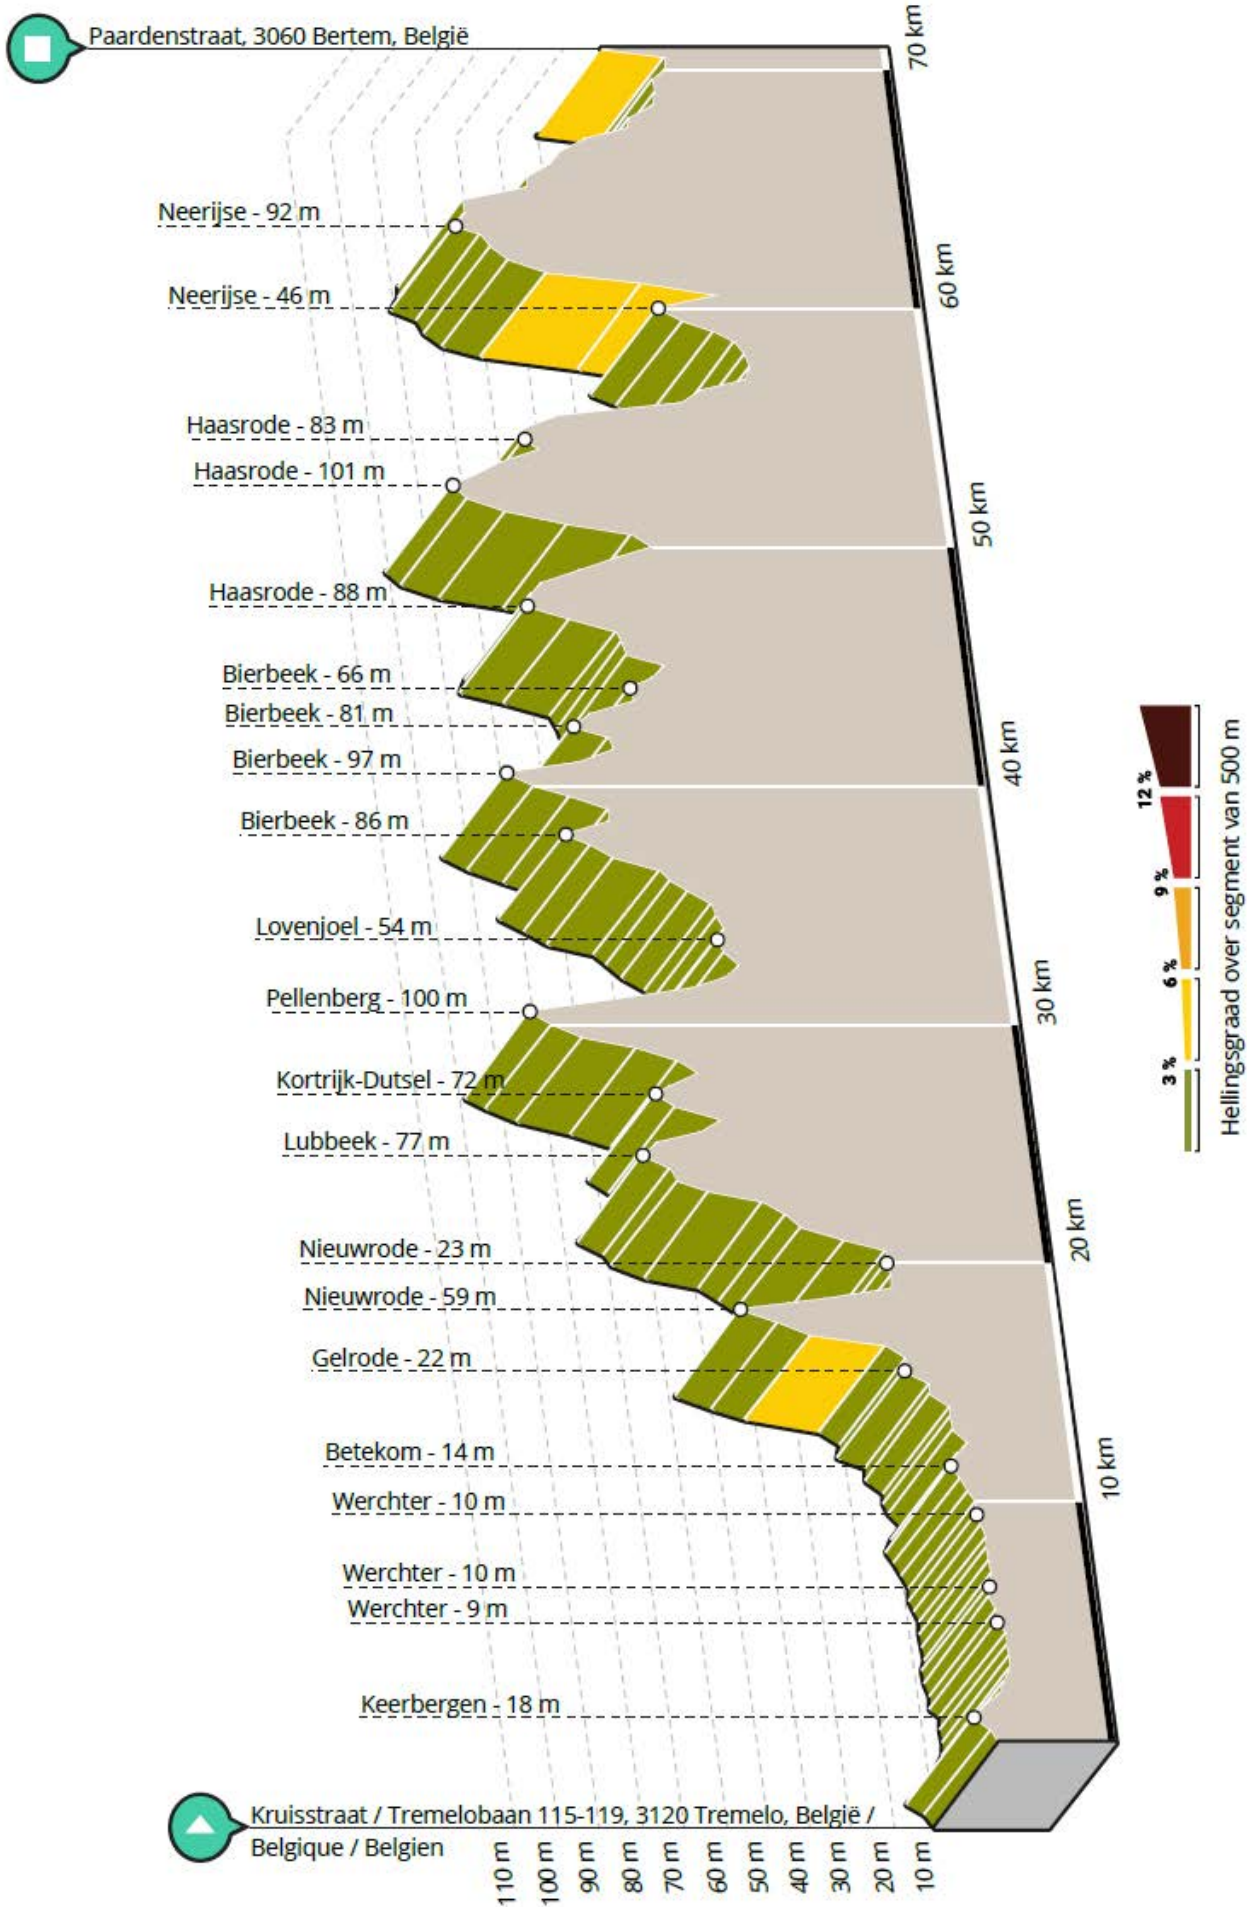 Paardenstraat, 3060 Bertem, België
70 km
Neerijse - 92 m
60 km
Neerijse - 46 m
Haasrode - 83 m
Haasrode - 101 m
50 km
Haasrode - 88 m
Bierbeek - 66 m
Bierbeek - 81 m
Bierbeek - 97 m
40 km
Bierbeek - 86 m
Lovenjoel - 54 m
Pellenberg - 100 m
30 km
Kortrijk-Dutsel - 72 m
Lubbeek - 77 m
20 km
Nieuwrode - 23 m
Nieuwrode - 59 m
Gelrode - 22 m
Betekom - 14 m
10 km
Werchter - 10 m
Werchter - 10 m
Werchter - 9 m
Keerbergen - 18 m
Kruisstraat / Tremelobaan 115-119, 3120 Tremelo, België /
Belgique / Belgien
110 m
100 m
90 m
80 m
70 m
60 m
50 m
40 m
30 m
20 m
10 m
3 %
6 %
9 %
12 %
Hellingsgraad over segment van 500 m